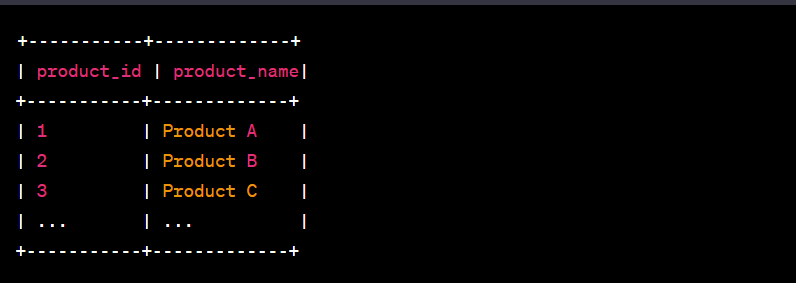 +-----------+-------------+
| product_id | product_name|
+-----------+-------------+
| 1         | Product A    |
| 2         | Product B    |
| 3         | Product C    |
| ...       | ...          |
+-----------+-------------+